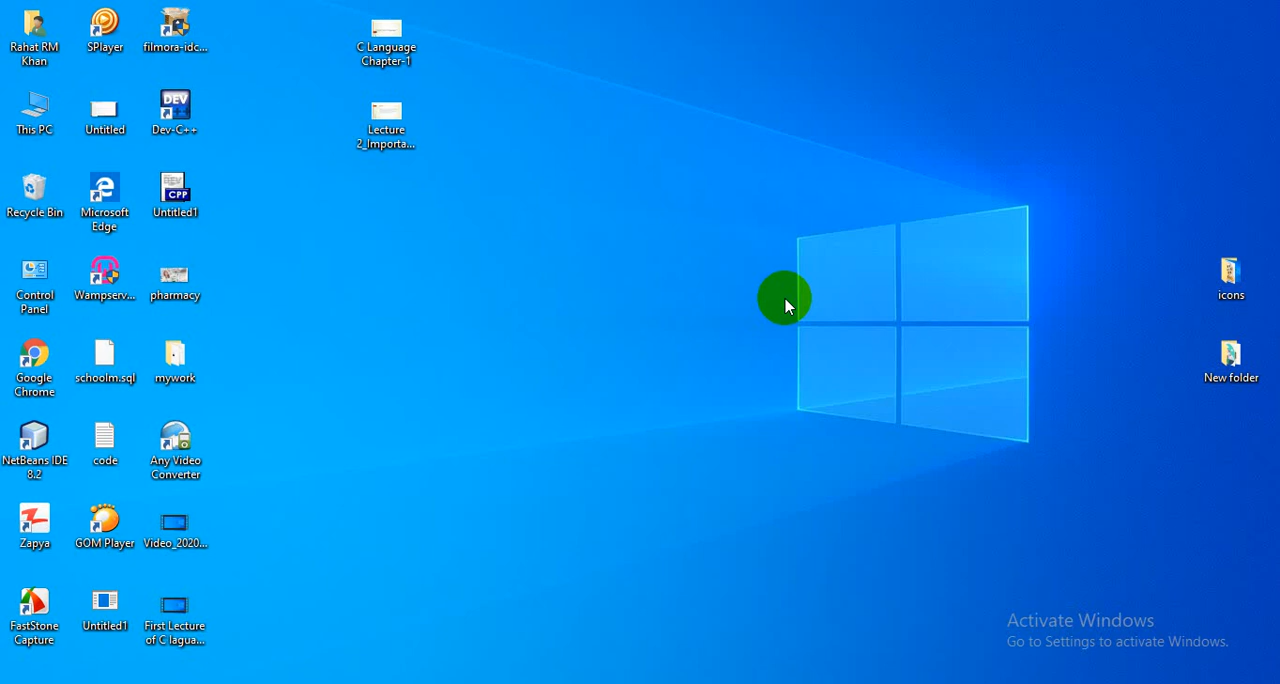 Rahat RM
Khan
SPlayer
filmora-idc...
C Language
Chapter-1
This PC
Untitled
DEV
Dev-C++
Lecture
2_Importa...
Recycle Bin
Microsoft
Edge
CPP
Untitled1
Control
Panel
Wampserv...
pharmacy
icons
Google
Chrome
schoolm.sql
mywork
New folder
NetBeans IDE
8.2
code
Any Video
Converter
Zapya
GOM Player
Video_2020...
FastStone
Capture
Untitled1
First Lecture
of C lagua...
Activate Windows
Go to Settings to activate Windows.